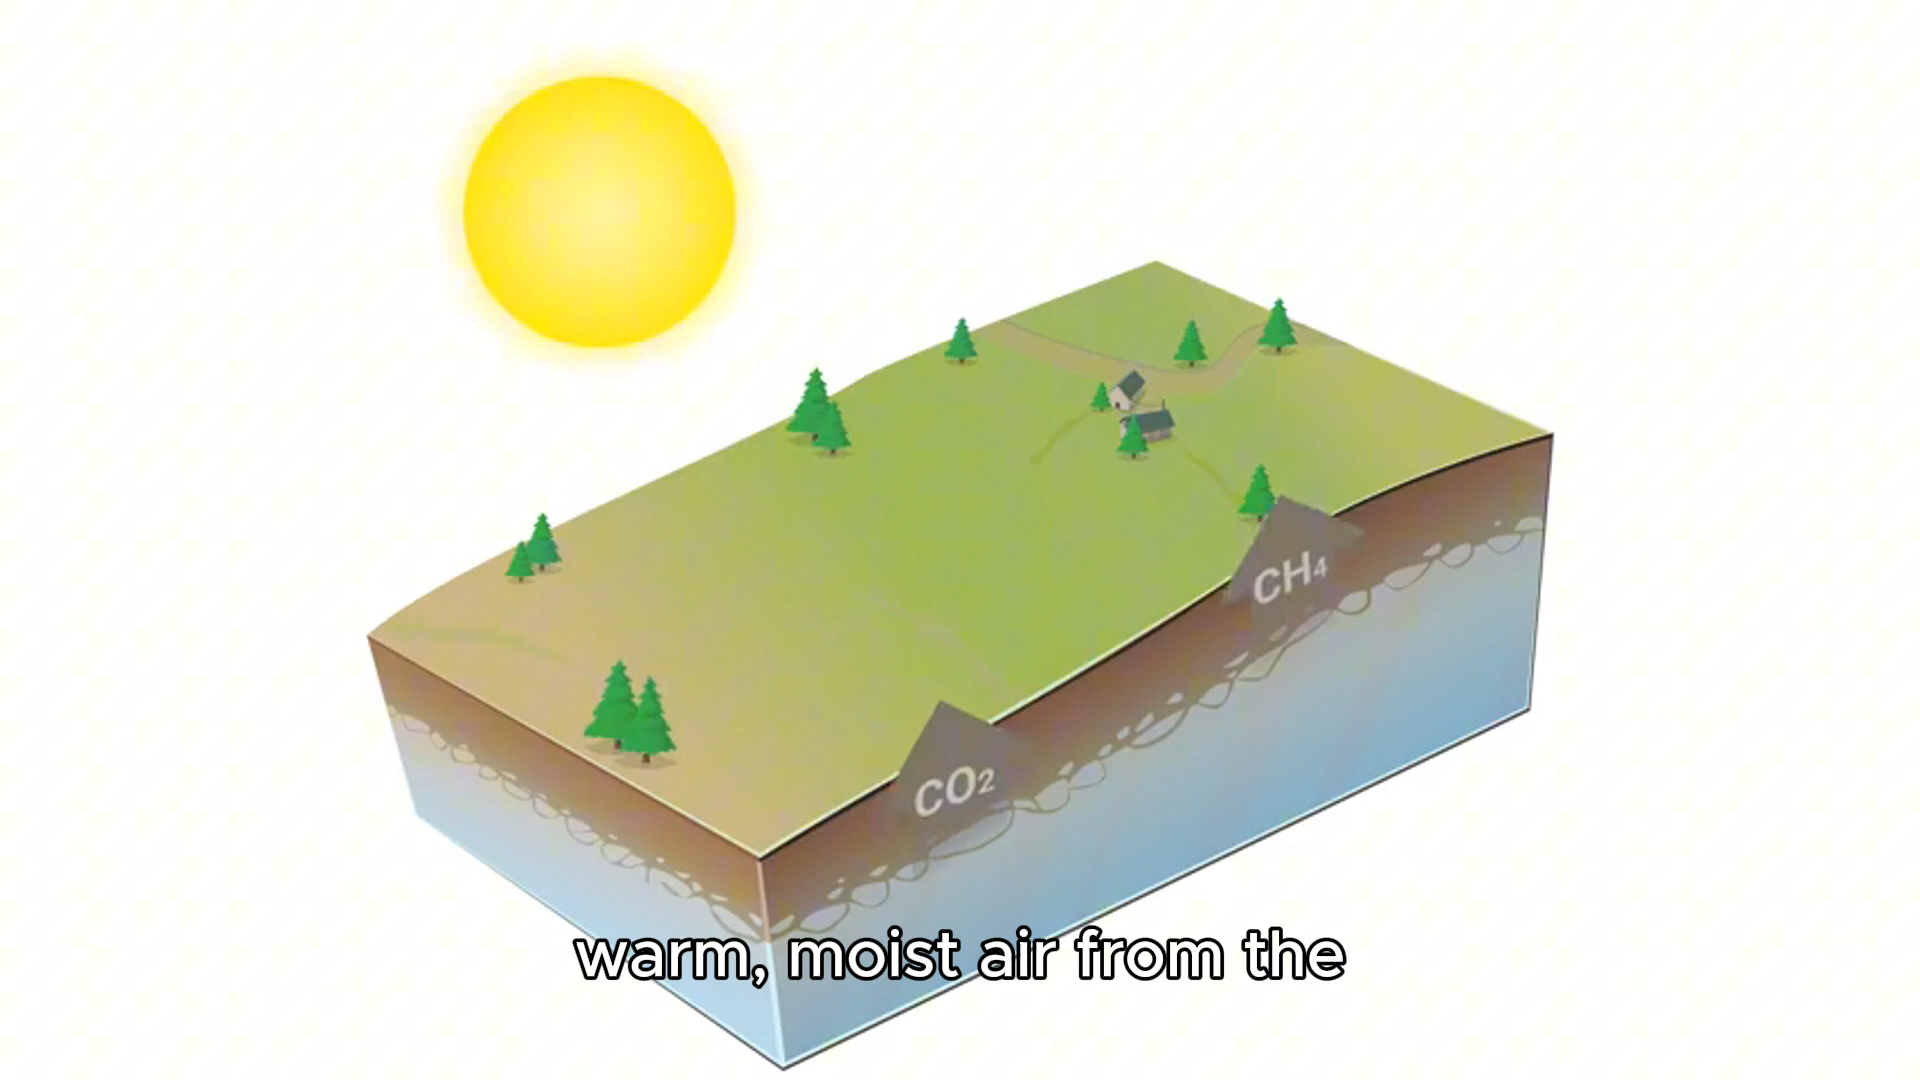 CH₄
CO₂
warm, moist air from the